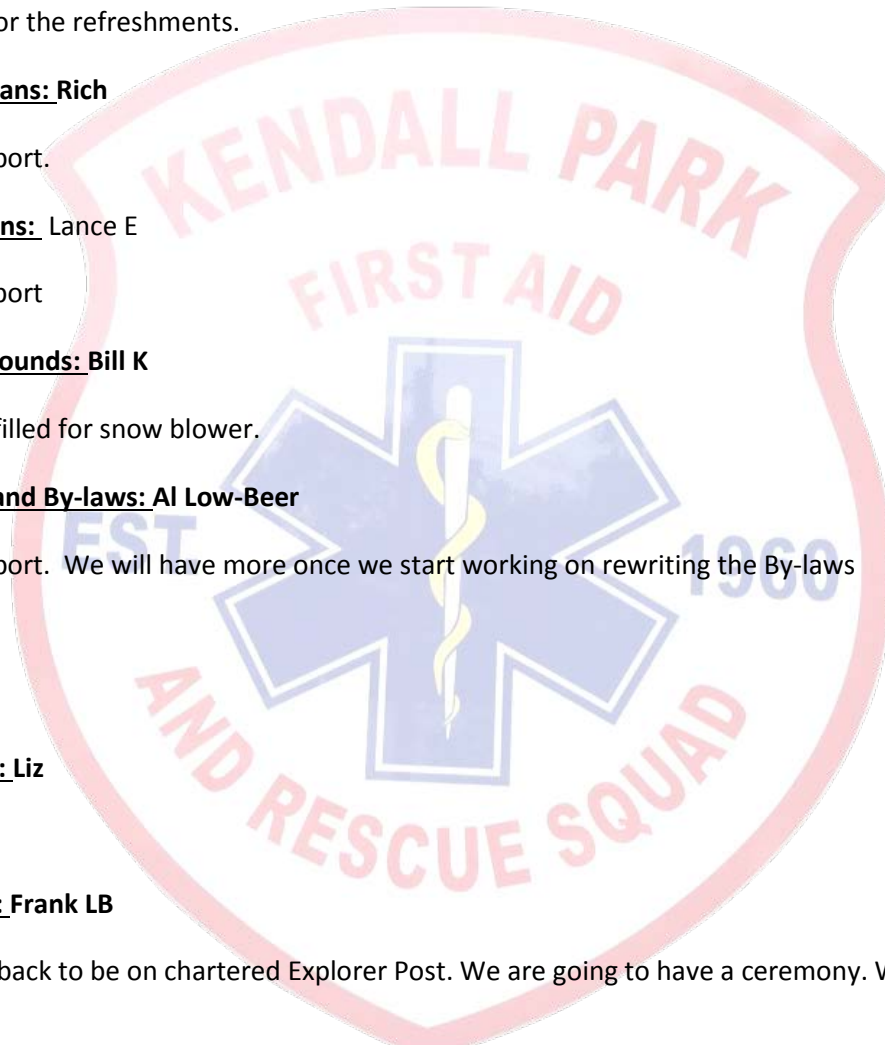 or the refreshments.
ans: Rich
port.
ns: Lance E
port
ounds: Bill K
filled for snow blower.
and By-laws: Al Low-Beer
port. We will have more once we start working on rewriting the By-laws
: Liz
: Frank LB
back to be on chartered Explorer Post. We are going to have a ceremony. W
KENDALL PARK
FIRST AID
EST. 1960
AND RESCUE SQUAD